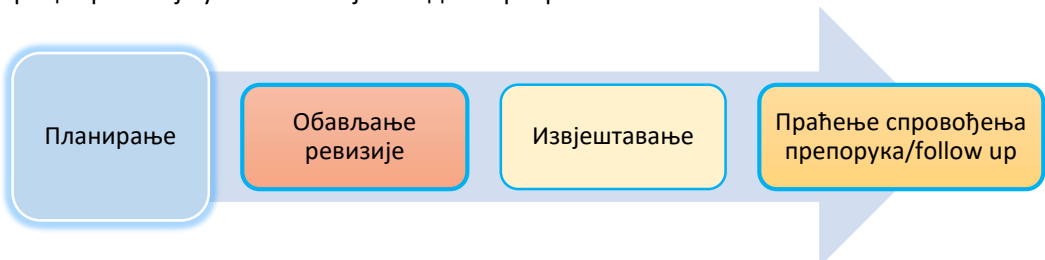 Планирање
Обављање
ревизије
Извјештавање
Праћење спровођења
препорука/follow up